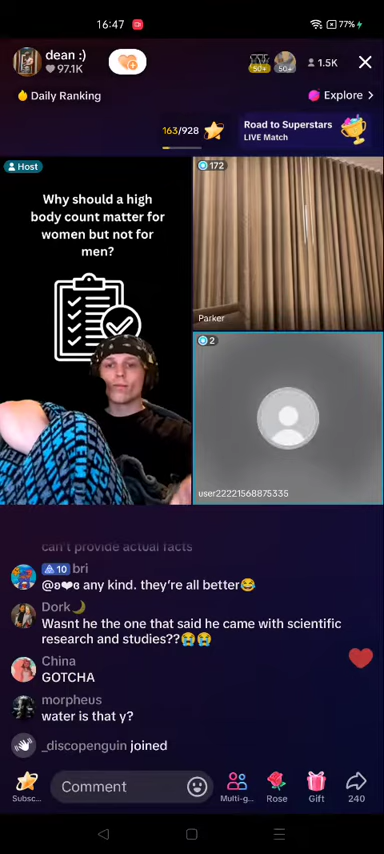 16:47
77%
dean :)
97.1K
50+
50+
1.5K
Daily Ranking
Explore >
163/928
Road to Superstars
LIVE Match
Host
Why should a high
body count matter for
women but not for
men?
172
Parker
2
user22221568875335
can't provide actual facts
10 bri
@ʚ❤ɞ any kind. they're all better😂
Dork🌙
Wasnt he the one that said he came with scientific
research and studies??😭😭
China
GOTCHA
morpheus
water is that y?
_discopenguin joined
Comment
Subsc...
Multi-g...
Rose
Gift
240